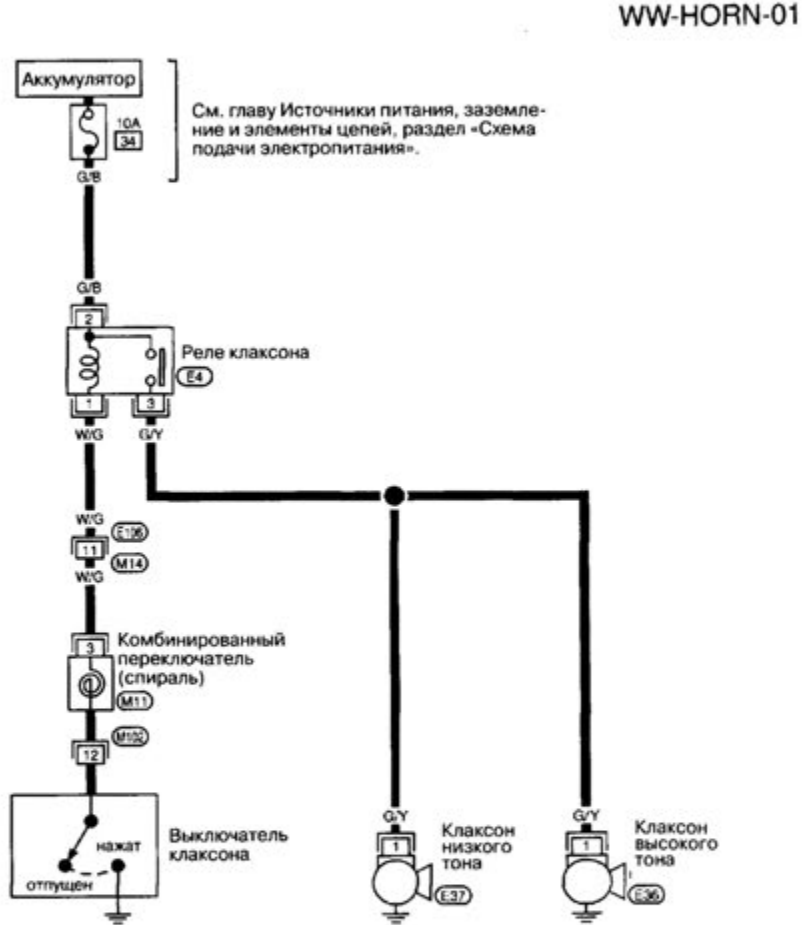 WW-HORN-01
Аккумулятор
См. главу Источники питания, заземле-
ние и элементы цепей, раздел «Схема
подачи электропитания».
10A
34
G/B
G/B
2
Реле клаксона
E4
1
3
W/G
G/Y
W/G
E106
11
M14
W/G
3
Комбинированный
переключатель
(спираль)
M11
M102
12
Выключатель
клаксона
нажат
отпущен
G/Y
1
Клаксон
низкого
тона
E37
G/Y
1
Клаксон
высокого
тона
E36